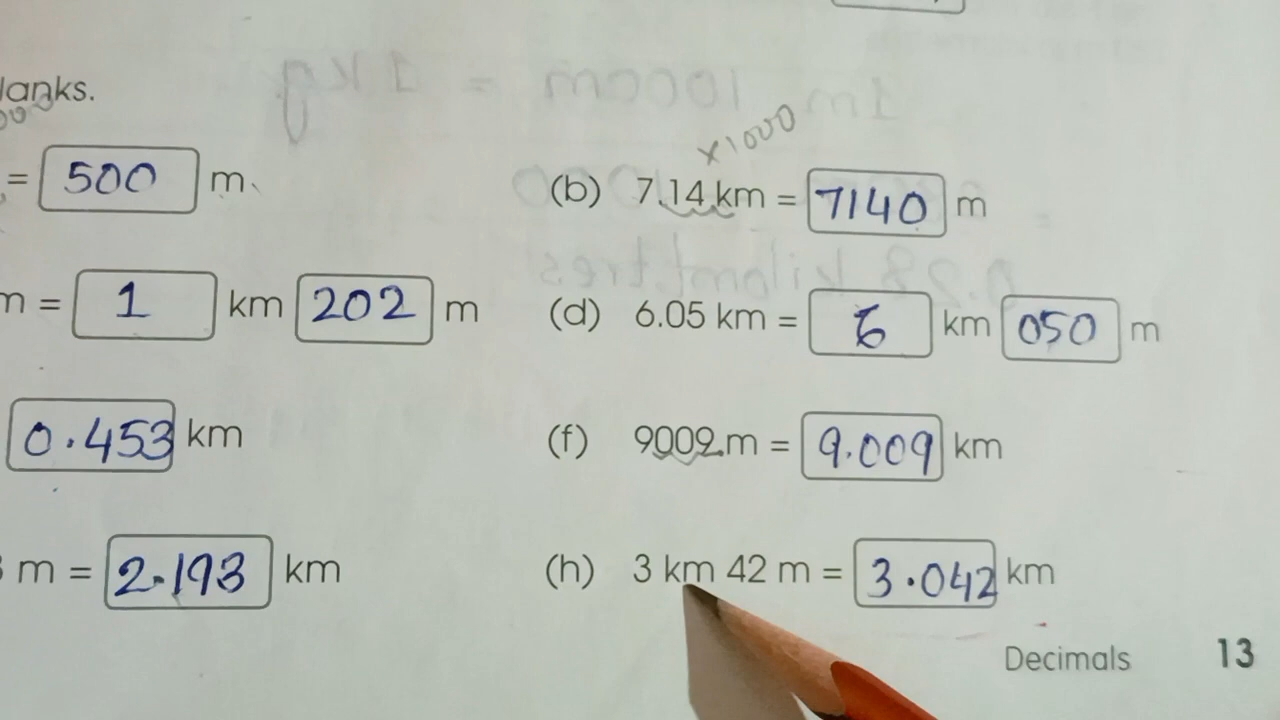 lanks.
×1000
= 500 m
(b) 7.14 km = 7140 m
m = 1 km 202 m
(d) 6.05 km = 6 km 050 m
0.453 km
(f) 9009 m = 9.009 km
m = 2.193 km
(h) 3 km 42 m = 3.042 km
Decimals 13